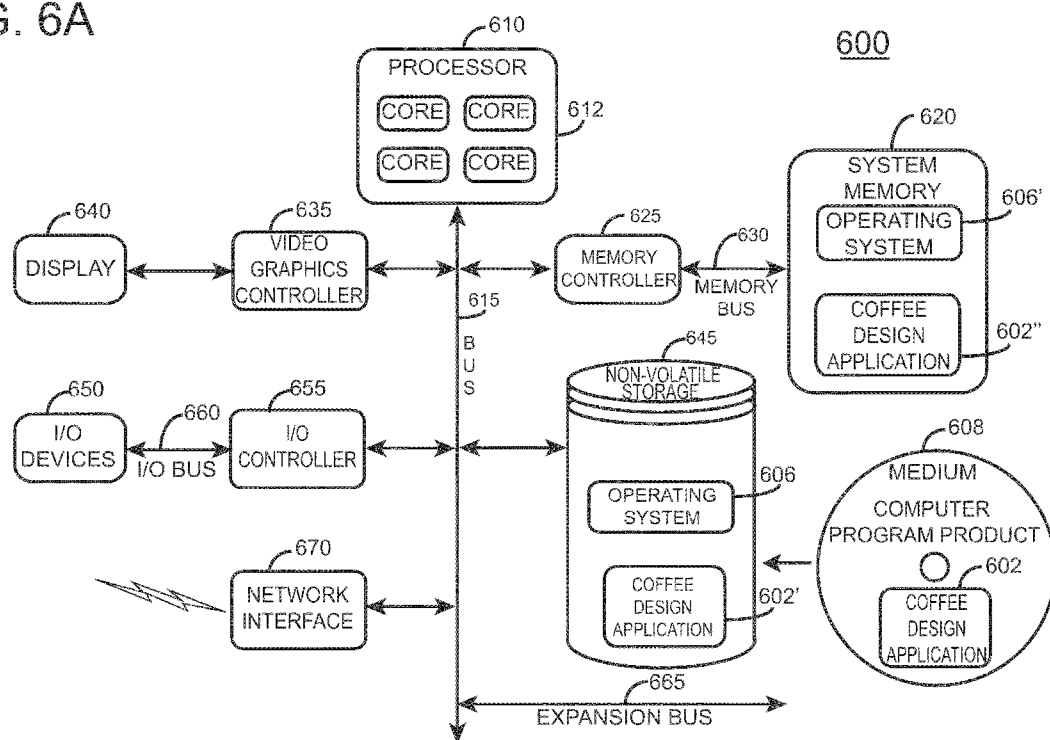 G. 6A
600
610
PROCESSOR
CORE CORE
612
CORE CORE
620
SYSTEM
MEMORY
606'
OPERATING
SYSTEM
COFFEE
DESIGN
APPLICATION
602"
640
DISPLAY
635
VIDEO
GRAPHICS
CONTROLLER
625
MEMORY
CONTROLLER
630
MEMORY
BUS
615
BUS
645
NON-VOLATILE
STORAGE
650
I/O
DEVICES
660
I/O BUS
655
I/O
CONTROLLER
OPERATING
SYSTEM
606
COFFEE
DESIGN
APPLICATION
602'
608
MEDIUM
COMPUTER
PROGRAM PRODUCT
602
COFFEE
DESIGN
APPLICATION
670
NETWORK
INTERFACE
665
EXPANSION BUS